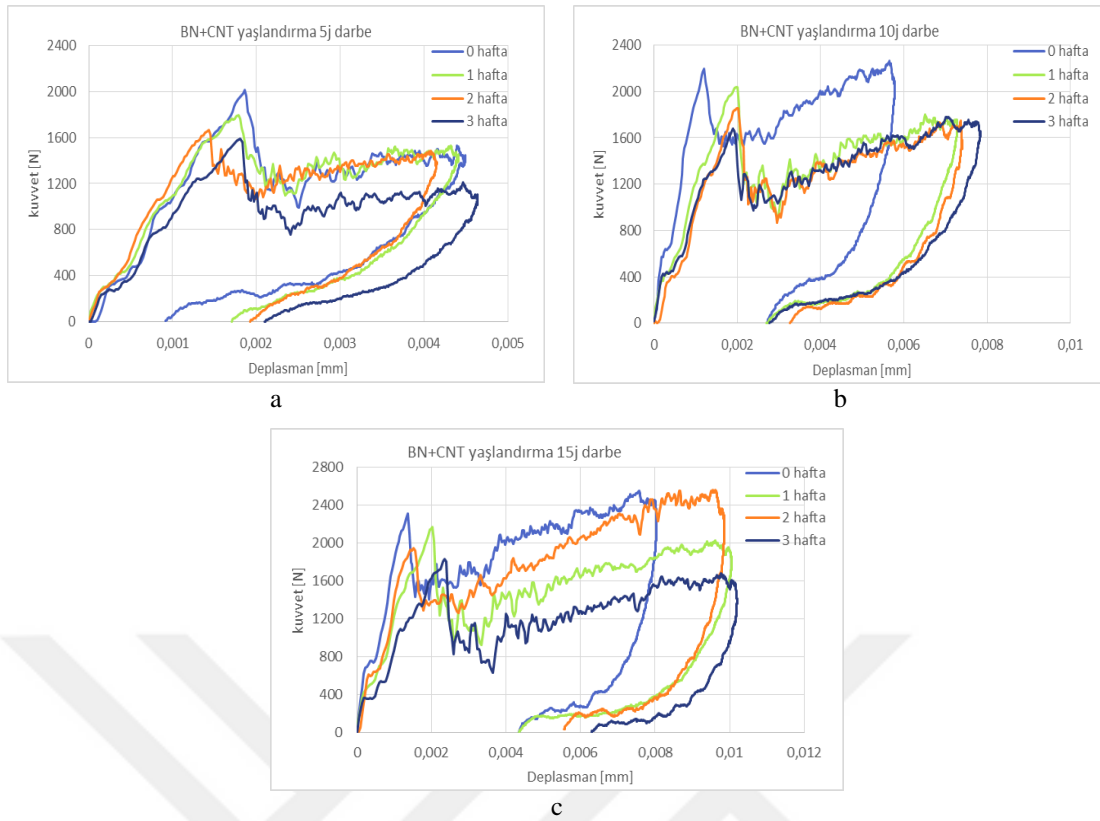 BN+CNT yaşlandırma 5j darbe
2400
2000
1600
1200
800
400
0
kuvvet [N]
0 hafta
1 hafta
2 hafta
3 hafta
0 0,001 0,002 0,003 0,004 0,005
Deplasman [mm]
a
BN+CNT yaşlandırma 10j darbe
2400
2000
1600
1200
800
400
0
kuvvet [N]
0 hafta
1 hafta
2 hafta
3 hafta
0 0,002 0,004 0,006 0,008 0,01
Deplasman [mm]
b
BN+CNT yaşlandırma 15j darbe
2800
2400
2000
1600
1200
800
400
0
kuvvet [N]
0 hafta
1 hafta
2 hafta
3 hafta
0 0,002 0,004 0,006 0,008 0,01 0,012
Deplasman [mm]
c